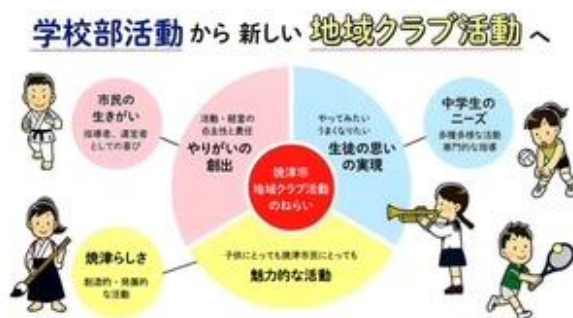 学校部活動 から 新しい 地域クラブ活動 へ
市民の
生きがい
指導者、運営者
としての喜び
活動・経営の
自主性と責任
やりがいの
創出
やってみたい
うまくなりたい
生徒の思い
の実現
中学生の
ニーズ
多種多様な活動
専門的な指導
焼津市
地域クラブ活動
のねらい
焼津らしさ
創造的・発展的
な活動
子供にとっても焼津市民にとっても
魅力的な活動